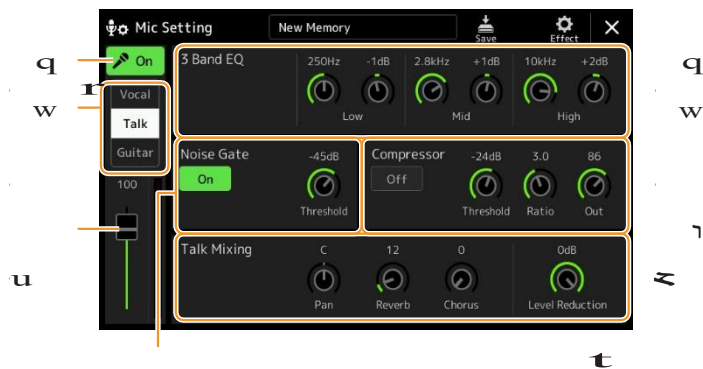 Mic Setting New Memory Save Effect
q On 3 Band EQ 250Hz -1dB 2.8kHz +1dB 10kHz +2dB q
r Vocal
w Low Mid High w
Talk
Guitar Noise Gate -45dB Compressor -24dB 3.0 86
On Off
100
Threshold Threshold Ratio Out
Talk Mixing C 12 0 0dB
u
Pan Reverb Chorus Level Reduction
t